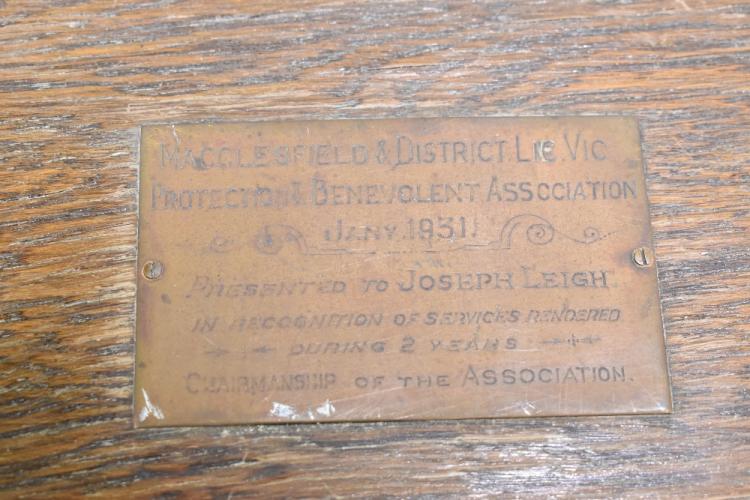 MACCLESFIELD & DISTRICT LIC. VIC
PROTECTION & BENEVOLENT ASSOCIATION
JANY. 1931.
PRESENTED TO JOSEPH LEIGH
IN RECOGNITION OF SERVICES RENDERED
DURING 2 YEARS
CHAIRMANSHIP OF THE ASSOCIATION.